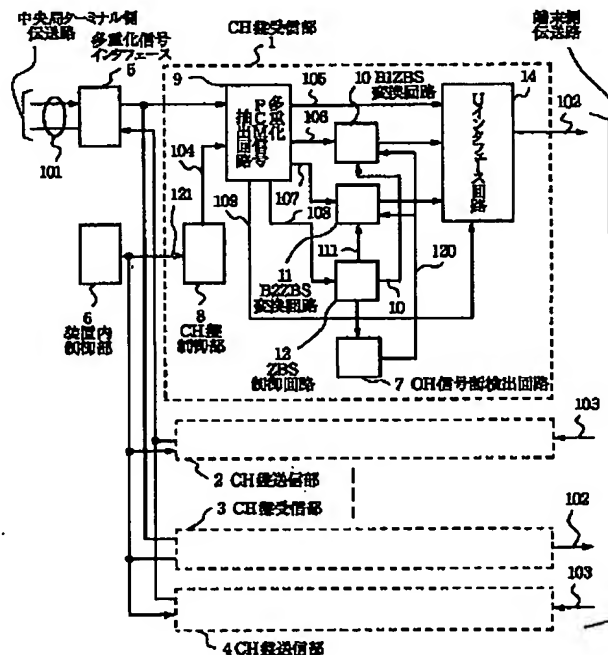 中央局ターミナル側
伝送路
多重化信号
インタフェース
5
101
CH盤受信部
1
端末側
伝送路
9
多重化
PCM信号
抽出回路
105
106
107
108
109
10 B1ZBS
変換回路
14
Uインタフェース回路
102
104
121
6
装置内
制御部
8
CH盤
制御部
11
B2ZBS
変換回路
111
10
120
12
ZBS
制御回路
7 OH信号断検出回路
103
2 CH盤送信部
3 CH盤受信部
102
103
4 CH盤送信部